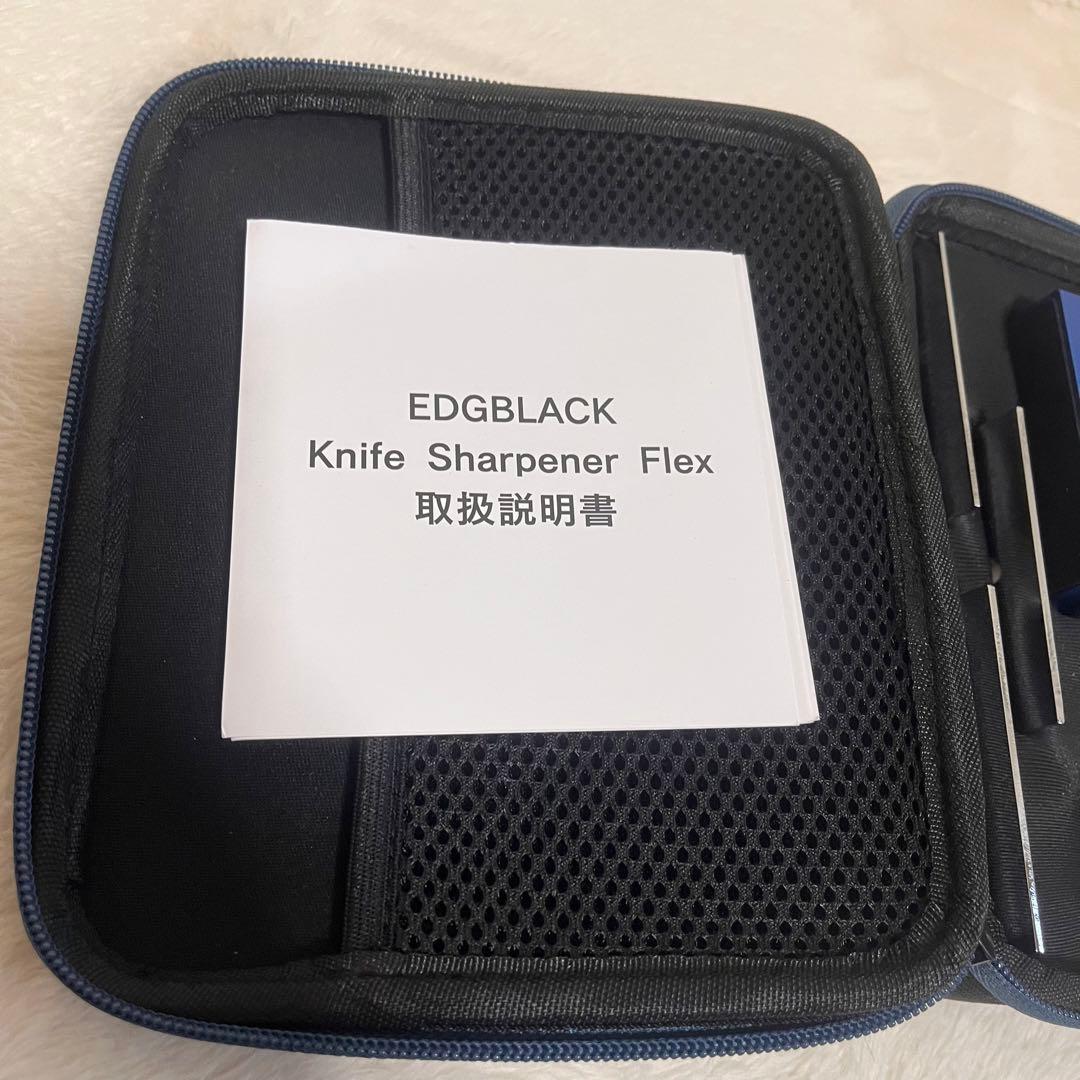 EDGBLACK
Knife Sharpener Flex
取扱説明書